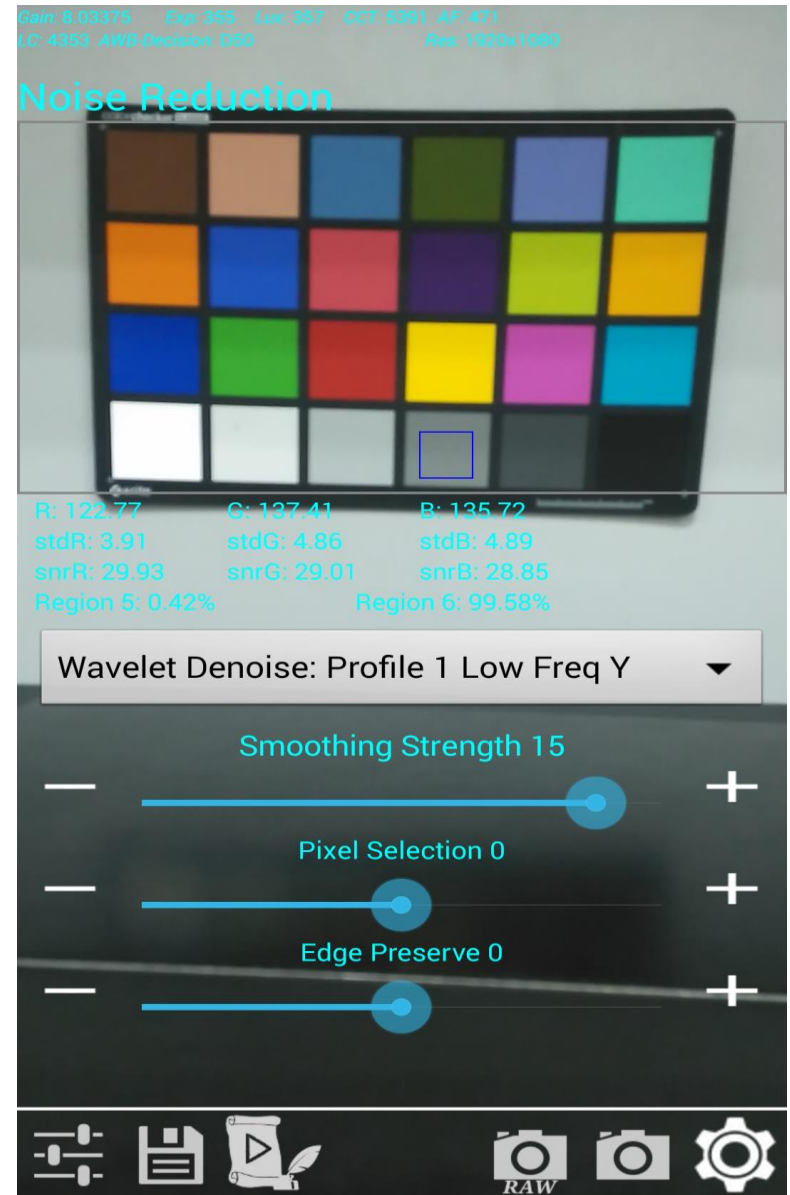 Gain: 8.03375 Exp: 355 Lux: 357 CCT: 5391 AF: 471
LC: 4353 AWB-Decision: D50 Res: 1920x1080
Noise Reduction
R: 122.77 G: 137.41 B: 135.72
stdR: 3.91 stdG: 4.86 stdB: 4.89
snrR: 29.93 snrG: 29.01 snrB: 28.85
Region 5: 0.42% Region 6: 99.58%
Wavelet Denoise: Profile 1 Low Freq Y
Smoothing Strength 15
Pixel Selection 0
Edge Preserve 0
RAW